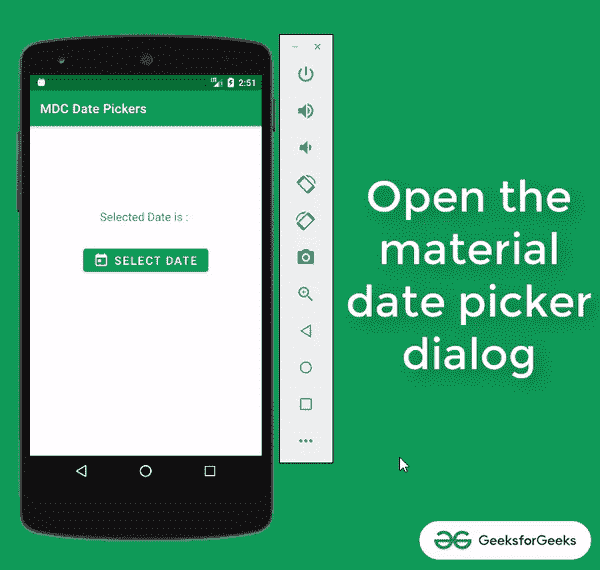 2:51
MDC Date Pickers
Selected Date is :
SELECT DATE
Open the
material
date picker
dialog
GeeksforGeeks